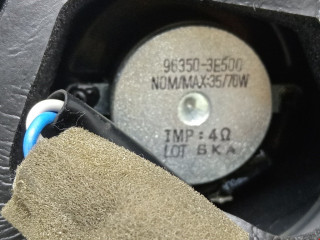 96350-3E500
NOM/MAX:35/70W
IMP : 4Ω
LOT 6KA